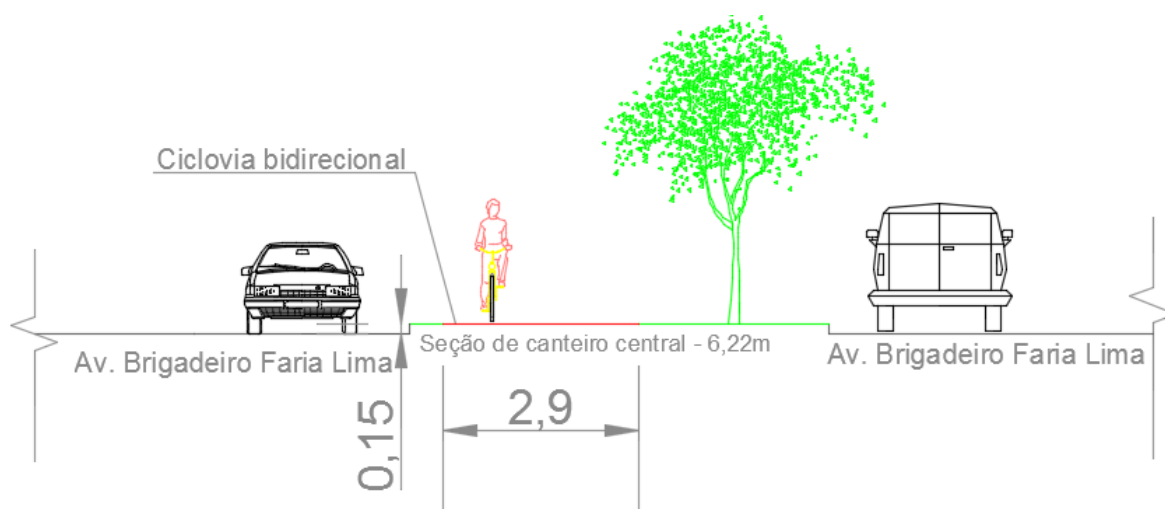 Ciclovia bidirecional
Seção de canteiro central - 6,22m
Av. Brigadeiro Faria Lima
Av. Brigadeiro Faria Lima
0,15
2,9